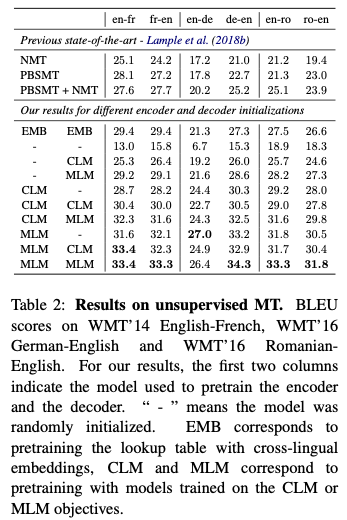 en-fr fr-en en-de de-en en-ro ro-en
Previous state-of-the-art - Lample et al. (2018b)
NMT 25.1 24.2 17.2 21.0 21.2 19.4
PBSMT 28.1 27.2 17.8 22.7 21.3 23.0
PBSMT + NMT 27.6 27.7 20.2 25.2 25.1 23.9
Our results for different encoder and decoder initializations
EMB EMB 29.4 29.4 21.3 27.3 27.5 26.6
- - 13.0 15.8 6.7 15.3 18.9 18.3
- CLM 25.3 26.4 19.2 26.0 25.7 24.6
- MLM 29.2 29.1 21.6 28.6 28.2 27.3
CLM - 28.7 28.2 24.4 30.3 29.2 28.0
CLM CLM 30.4 30.0 22.7 30.5 29.0 27.8
CLM MLM 32.3 31.6 24.3 32.5 31.6 29.8
MLM - 31.6 32.1 27.0 33.2 31.8 30.5
MLM CLM 33.4 32.3 24.9 32.9 31.7 30.4
MLM MLM 33.4 33.3 26.4 34.3 33.3 31.8
Table 2: Results on unsupervised MT. BLEU
scores on WMT'14 English-French, WMT'16
German-English and WMT'16 Romanian-
English. For our results, the first two columns
indicate the model used to pretrain the encoder
and the decoder. " - " means the model was
randomly initialized. EMB corresponds to
pretraining the lookup table with cross-lingual
embeddings, CLM and MLM correspond to
pretraining with models trained on the CLM or
MLM objectives.